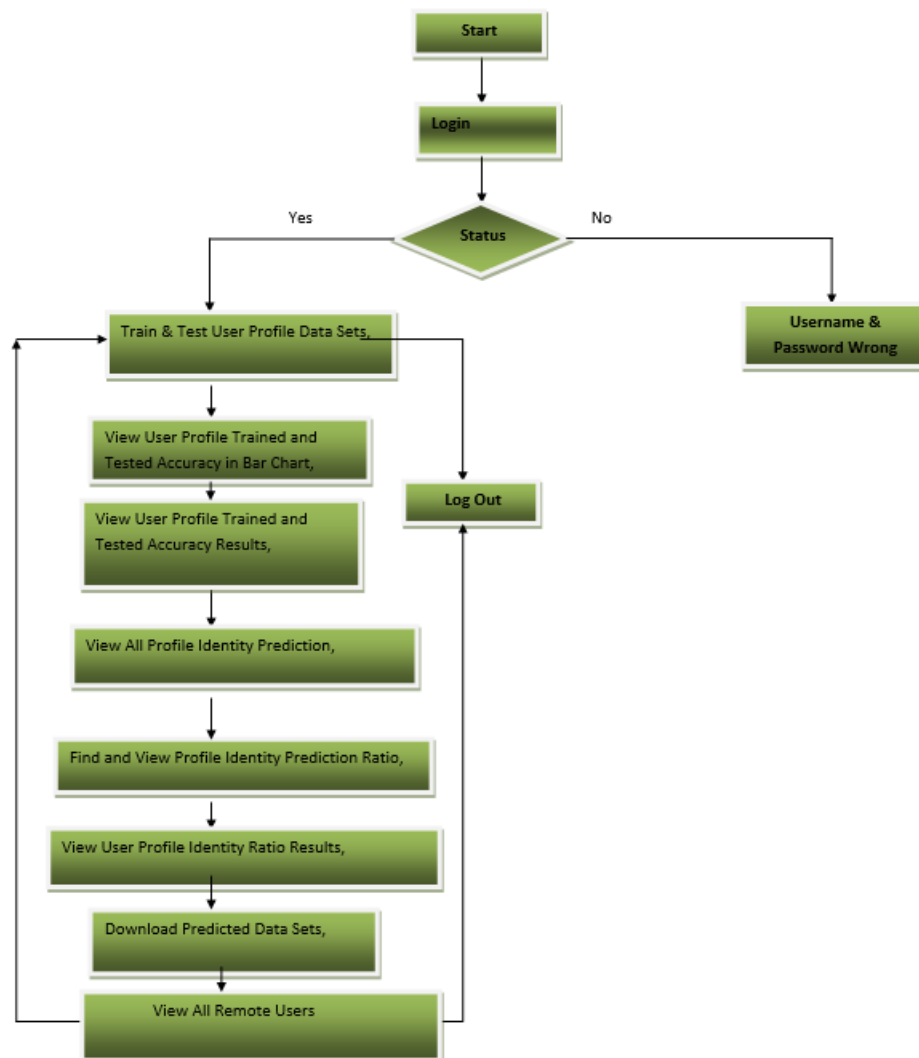 Start
Login
Yes
No
Status
Train & Test User Profile Data Sets,
Username &
Password Wrong
View User Profile Trained and
Tested Accuracy in Bar Chart,
Log Out
View User Profile Trained and
Tested Accuracy Results,
View All Profile Identity Prediction,
Find and View Profile Identity Prediction Ratio,
View User Profile Identity Ratio Results,
Download Predicted Data Sets,
View All Remote Users